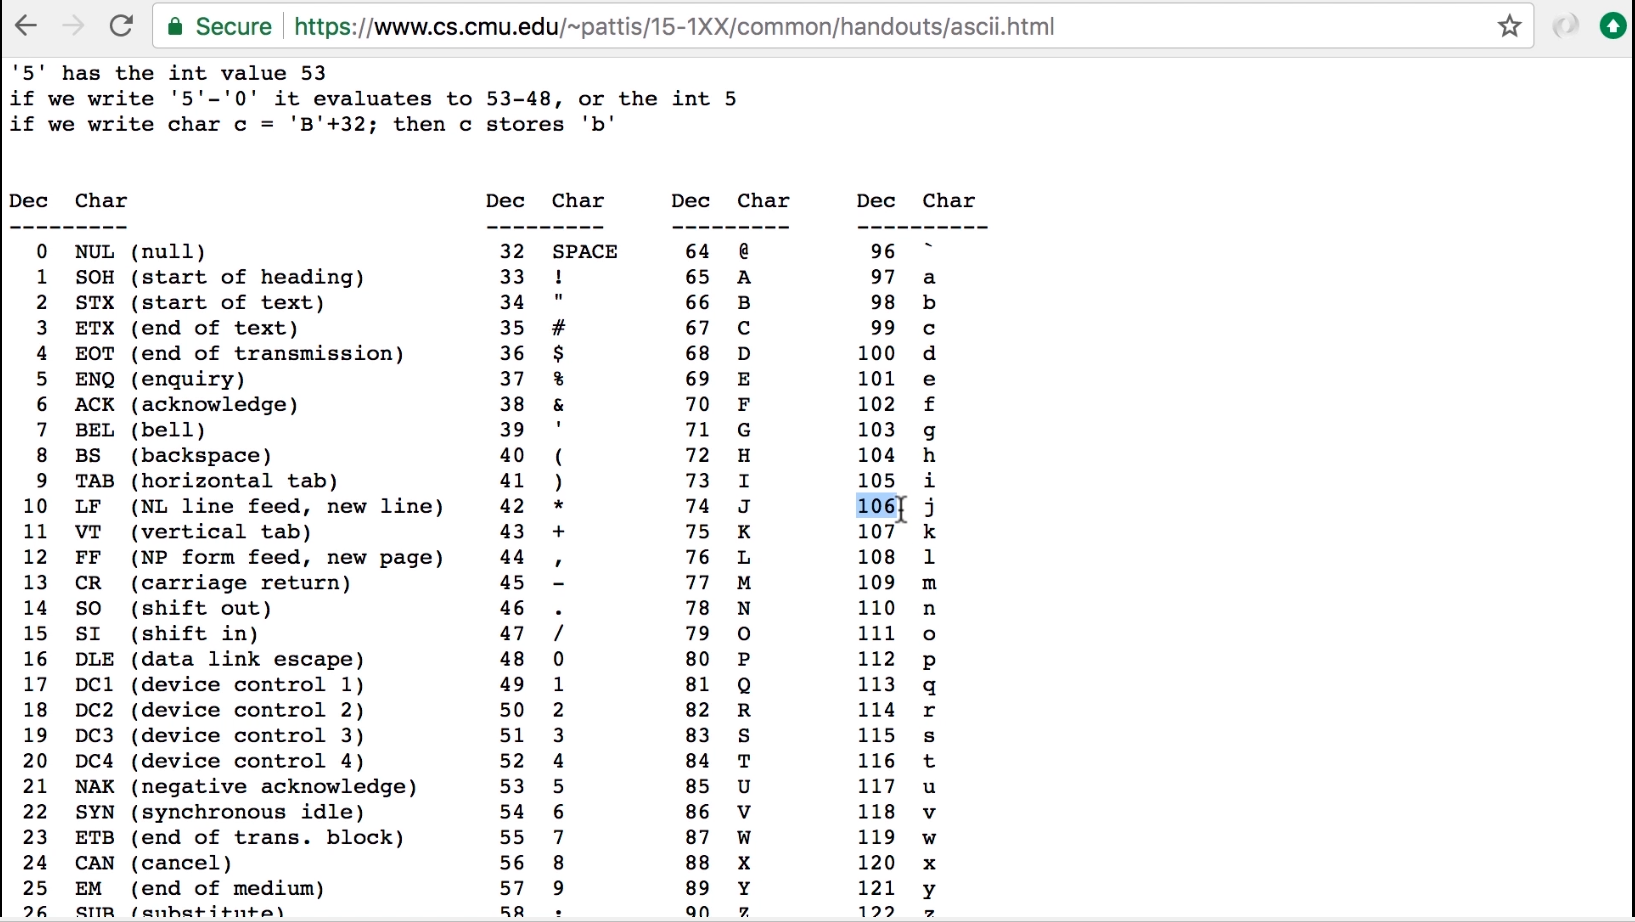 Secure https://www.cs.cmu.edu/~pattis/15-1XX/common/handouts/ascii.html
'5' has the int value 53
if we write '5'-'0' it evaluates to 53-48, or the int 5
if we write char c = 'B'+32; then c stores 'b'
Dec Char Dec Char Dec Char Dec Char
--------- --------- --------- ----------
0 NUL (null) 32 SPACE 64 @ 96 `
1 SOH (start of heading) 33 ! 65 A 97 a
2 STX (start of text) 34 " 66 B 98 b
3 ETX (end of text) 35 # 67 C 99 c
4 EOT (end of transmission) 36 $ 68 D 100 d
5 ENQ (enquiry) 37 % 69 E 101 e
6 ACK (acknowledge) 38 & 70 F 102 f
7 BEL (bell) 39 ' 71 G 103 g
8 BS (backspace) 40 ( 72 H 104 h
9 TAB (horizontal tab) 41 ) 73 I 105 i
10 LF (NL line feed, new line) 42 * 74 J 106 j
11 VT (vertical tab) 43 + 75 K 107 k
12 FF (NP form feed, new page) 44 , 76 L 108 l
13 CR (carriage return) 45 - 77 M 109 m
14 SO (shift out) 46 . 78 N 110 n
15 SI (shift in) 47 / 79 O 111 o
16 DLE (data link escape) 48 0 80 P 112 p
17 DC1 (device control 1) 49 1 81 Q 113 q
18 DC2 (device control 2) 50 2 82 R 114 r
19 DC3 (device control 3) 51 3 83 S 115 s
20 DC4 (device control 4) 52 4 84 T 116 t
21 NAK (negative acknowledge) 53 5 85 U 117 u
22 SYN (synchronous idle) 54 6 86 V 118 v
23 ETB (end of trans. block) 55 7 87 W 119 w
24 CAN (cancel) 56 8 88 X 120 x
25 EM (end of medium) 57 9 89 Y 121 y
26 SUB (substitute) 58 : 90 Z 122 z